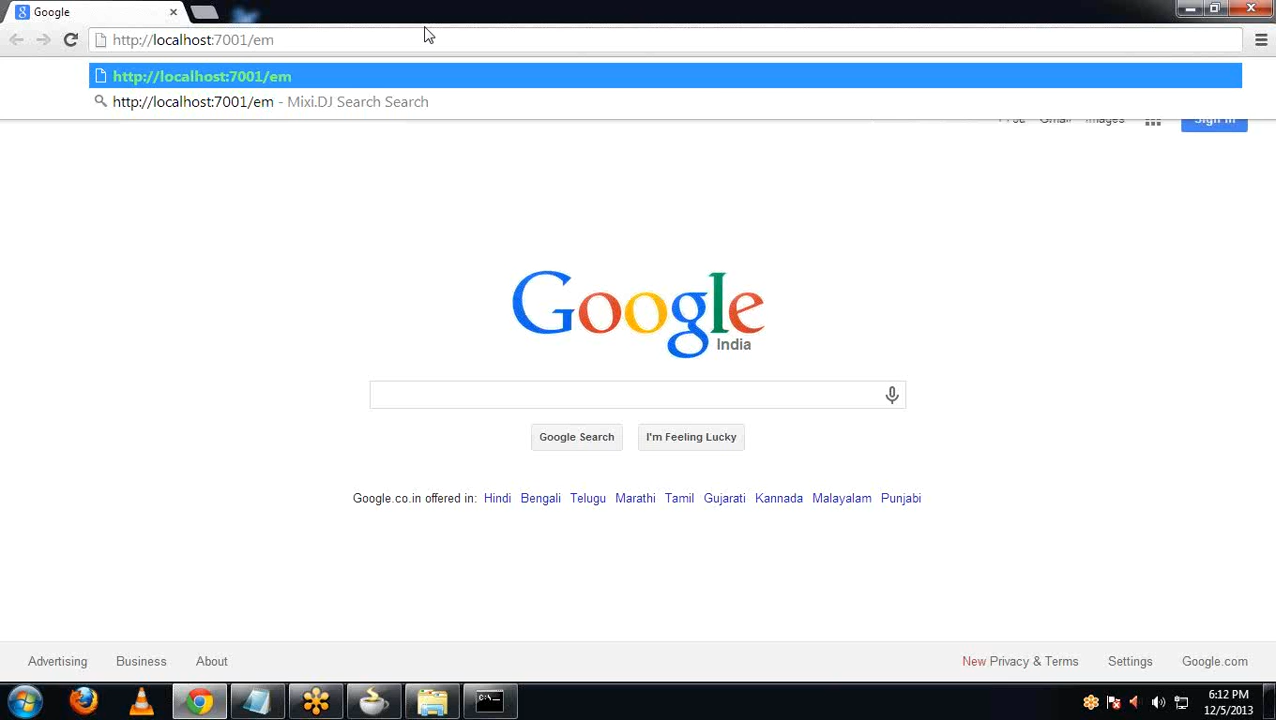 Google
http://localhost:7001/em
http://localhost:7001/em
http://localhost:7001/em - Mixi.DJ Search Search
Gmail Images Sign in
Google
India
Google Search I'm Feeling Lucky
Google.co.in offered in: Hindi Bengali Telugu Marathi Tamil Gujarati Kannada Malayalam Punjabi
Advertising Business About New Privacy & Terms Settings Google.com
C:\_
6:12 PM
12/5/2013